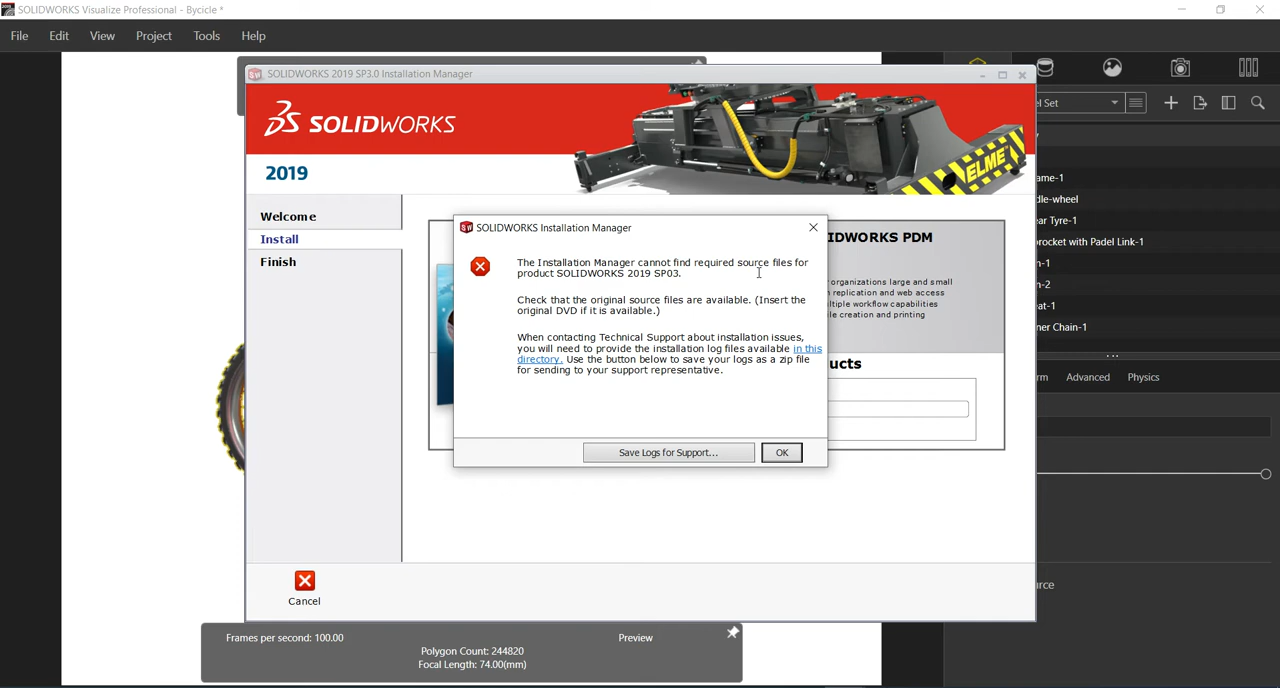 SOLIDWORKS Visualize Professional - Bycicle *
File Edit View Project Tools Help
SOLIDWORKS 2019 SP3.0 Installation Manager
SOLIDWORKS
ELME
2019
Welcome
Install
Finish
SOLIDWORKS Installation Manager
The Installation Manager cannot find required source files for
product SOLIDWORKS 2019 SP03.
Check that the original source files are available. (Insert the
original DVD if it is available.)
When contacting Technical Support about installation issues,
you will need to provide the installation log files available in this
directory. Use the button below to save your logs as a zip file
for sending to your support representative.
Save Logs for Support...
OK
IDWORKS PDM
organizations large and small
replication and web access
ltiple workflow capabilities
ile creation and printing
ucts
Cancel
el Set
ame-1
dle-wheel
ear Tyre-1
procket with Padel Link-1
n-1
-2
eat-1
ner Chain-1
rm Advanced Physics
rce
Frames per second: 100.00
Preview
Polygon Count: 244820
Focal Length: 74.00(mm)